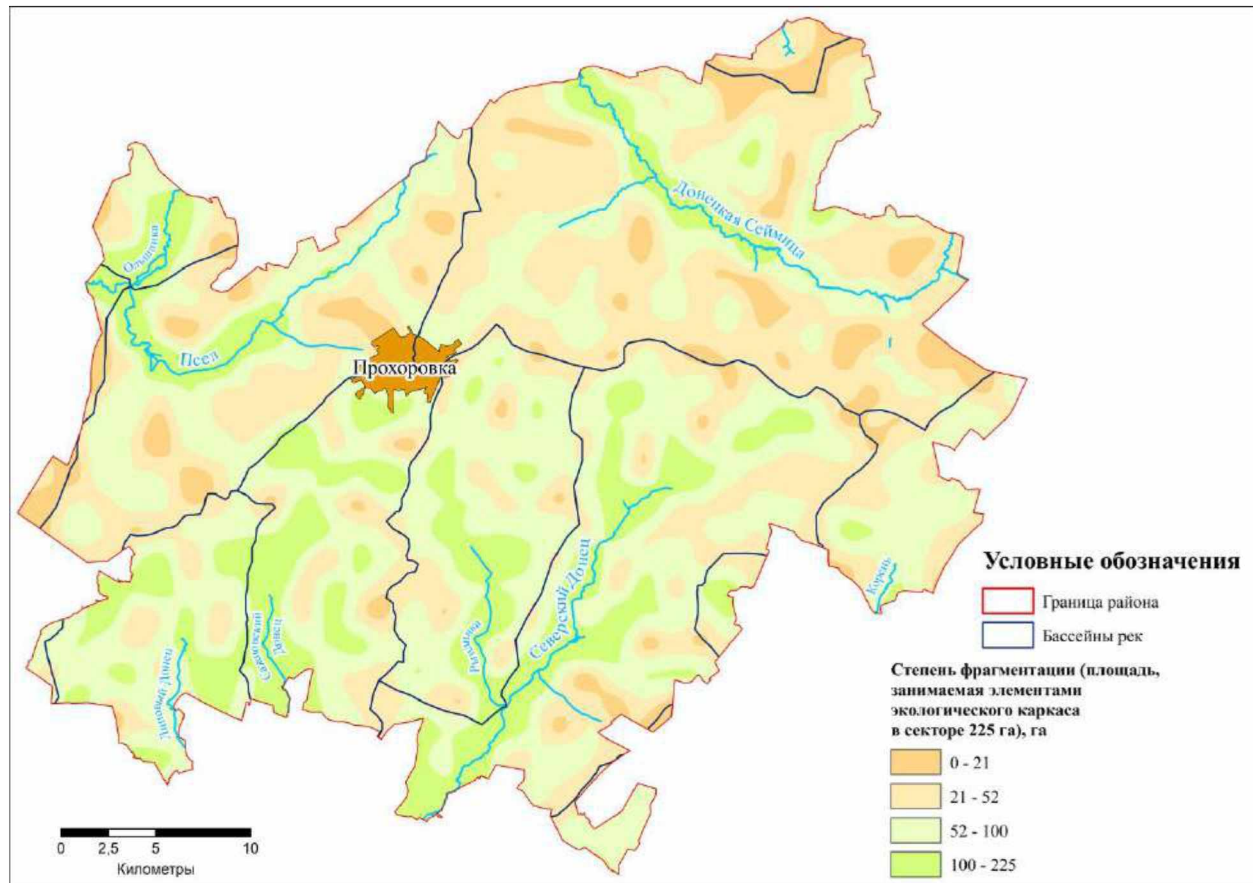 Донецкая Сеймица
Ольшанка
Псел
Прохоровка
Северский Донец
Корень
Разумная
Сажновский
Донец
Липовый Донец
Условные обозначения
Граница района
Бассейны рек
Степень фрагментации (площадь,
занимаемая элементами
экологического каркаса
в секторе 225 га), га
0 - 21
21 - 52
52 - 100
100 - 225
0 2,5 5 10
Километры